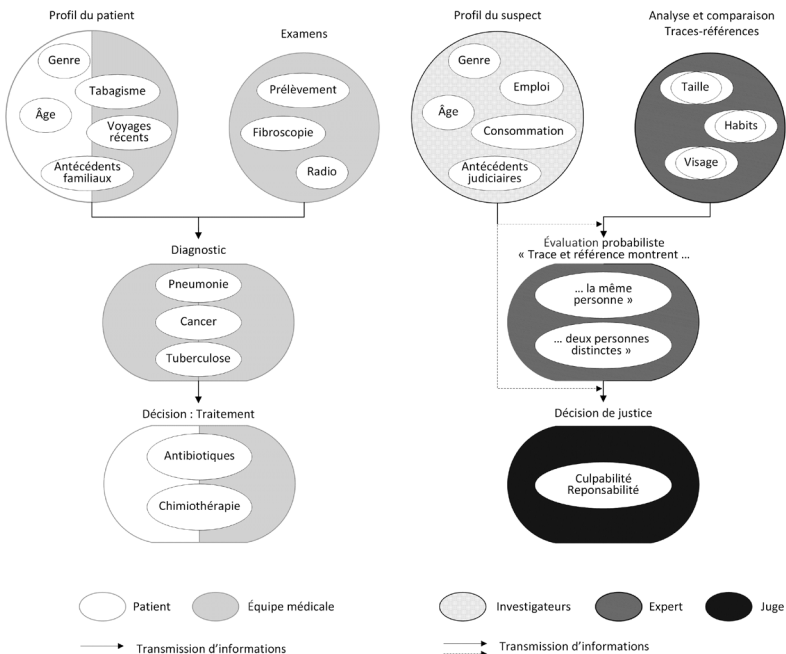 Profil du patient
Examens
Genre
Tabagisme
Âge
Voyages
récents
Antécédents
familiaux
Prélèvement
Fibroscopie
Radio
Diagnostic
Pneumonie
Cancer
Tuberculose
Décision : Traitement
Antibiotiques
Chimiothérapie
Patient
Équipe médicale
Transmission d’informations
Profil du suspect
Analyse et comparaison
Traces-références
Genre
Emploi
Âge
Consommation
Antécédents
judiciaires
Taille
Habits
Visage
Évaluation probabiliste
« Trace et référence montrent ...
... la même
personne »
... deux personnes
distinctes »
Décision de justice
Culpabilité
Reponsabilité
Investigateurs
Expert
Juge
Transmission d’informations